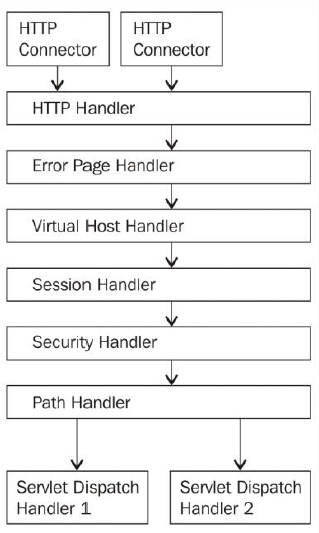 HTTP
Connector
HTTP
Connector
HTTP Handler
Error Page Handler
Virtual Host Handler
Session Handler
Security Handler
Path Handler
Servlet Dispatch
Handler 1
Servlet Dispatch
Handler 2